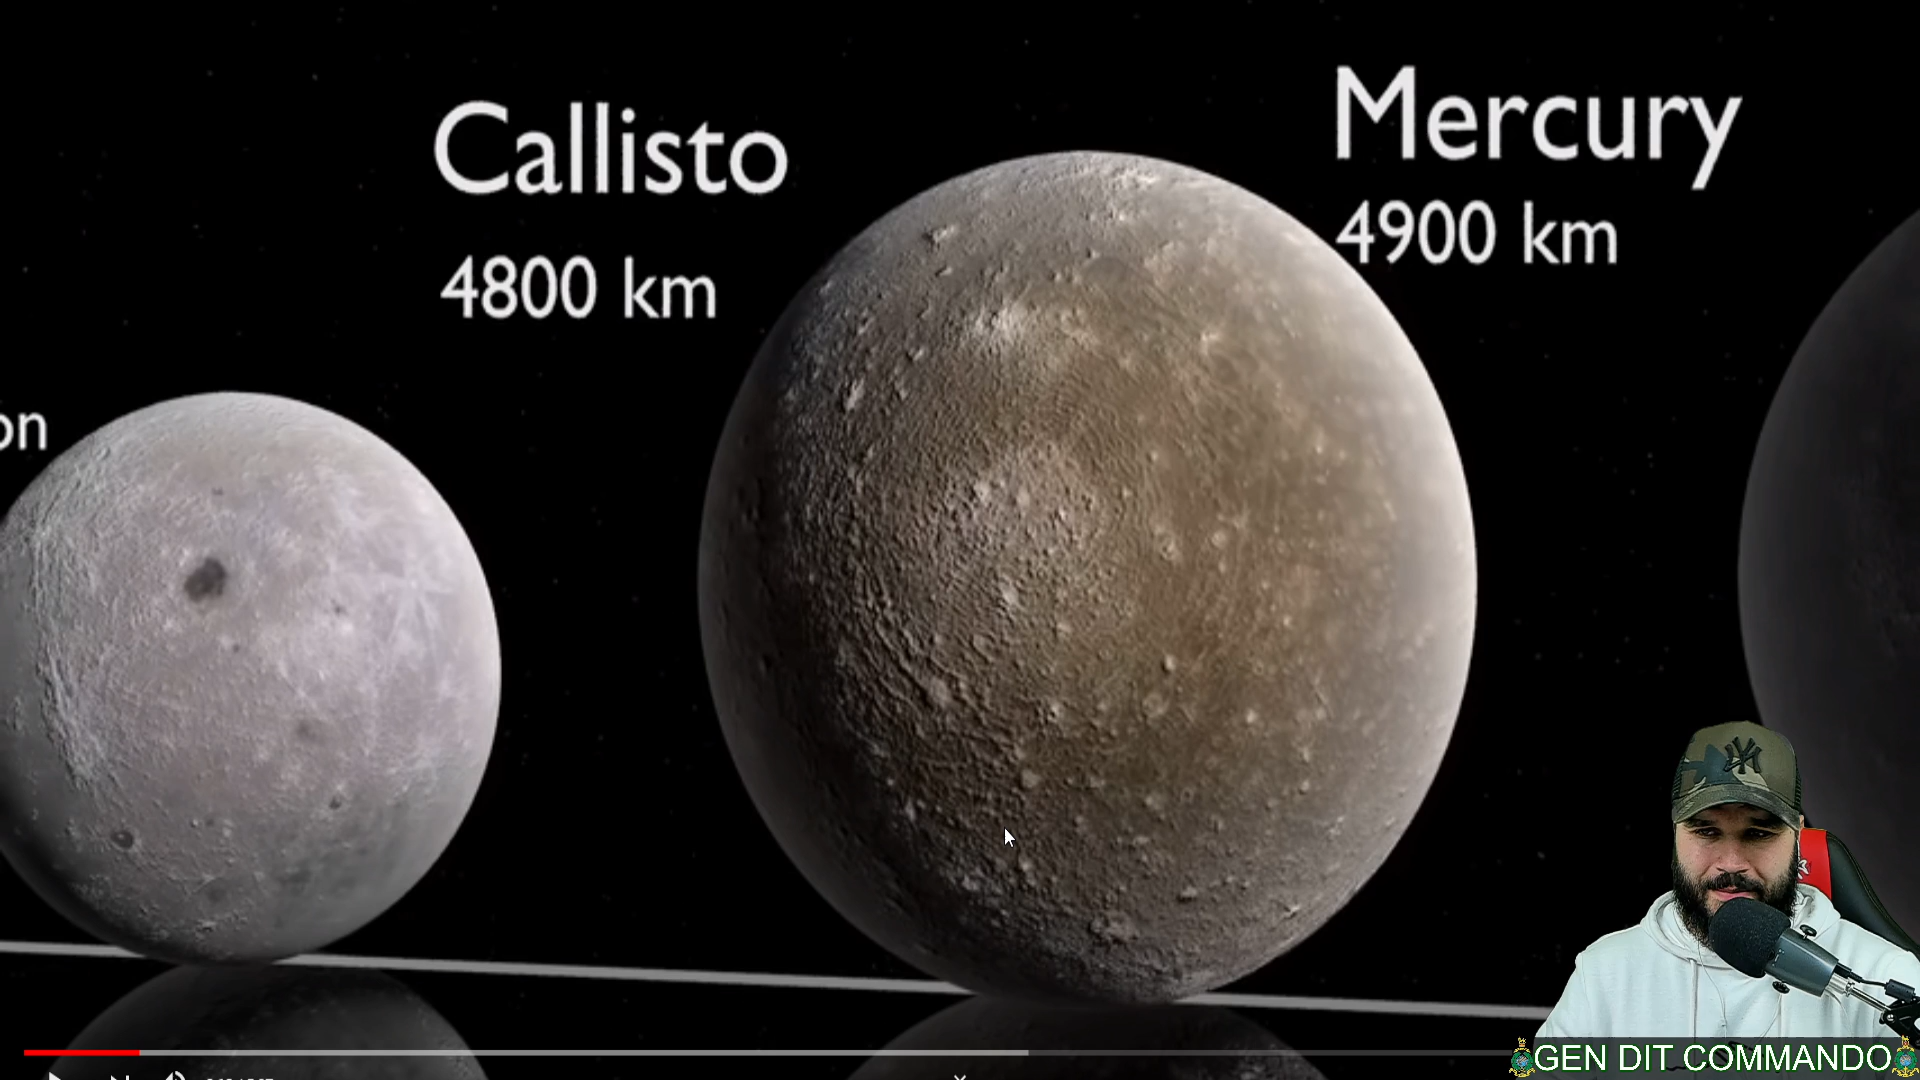 Callisto
4800 km
Mercury
4900 km
on
GEN DIT COMMANDO